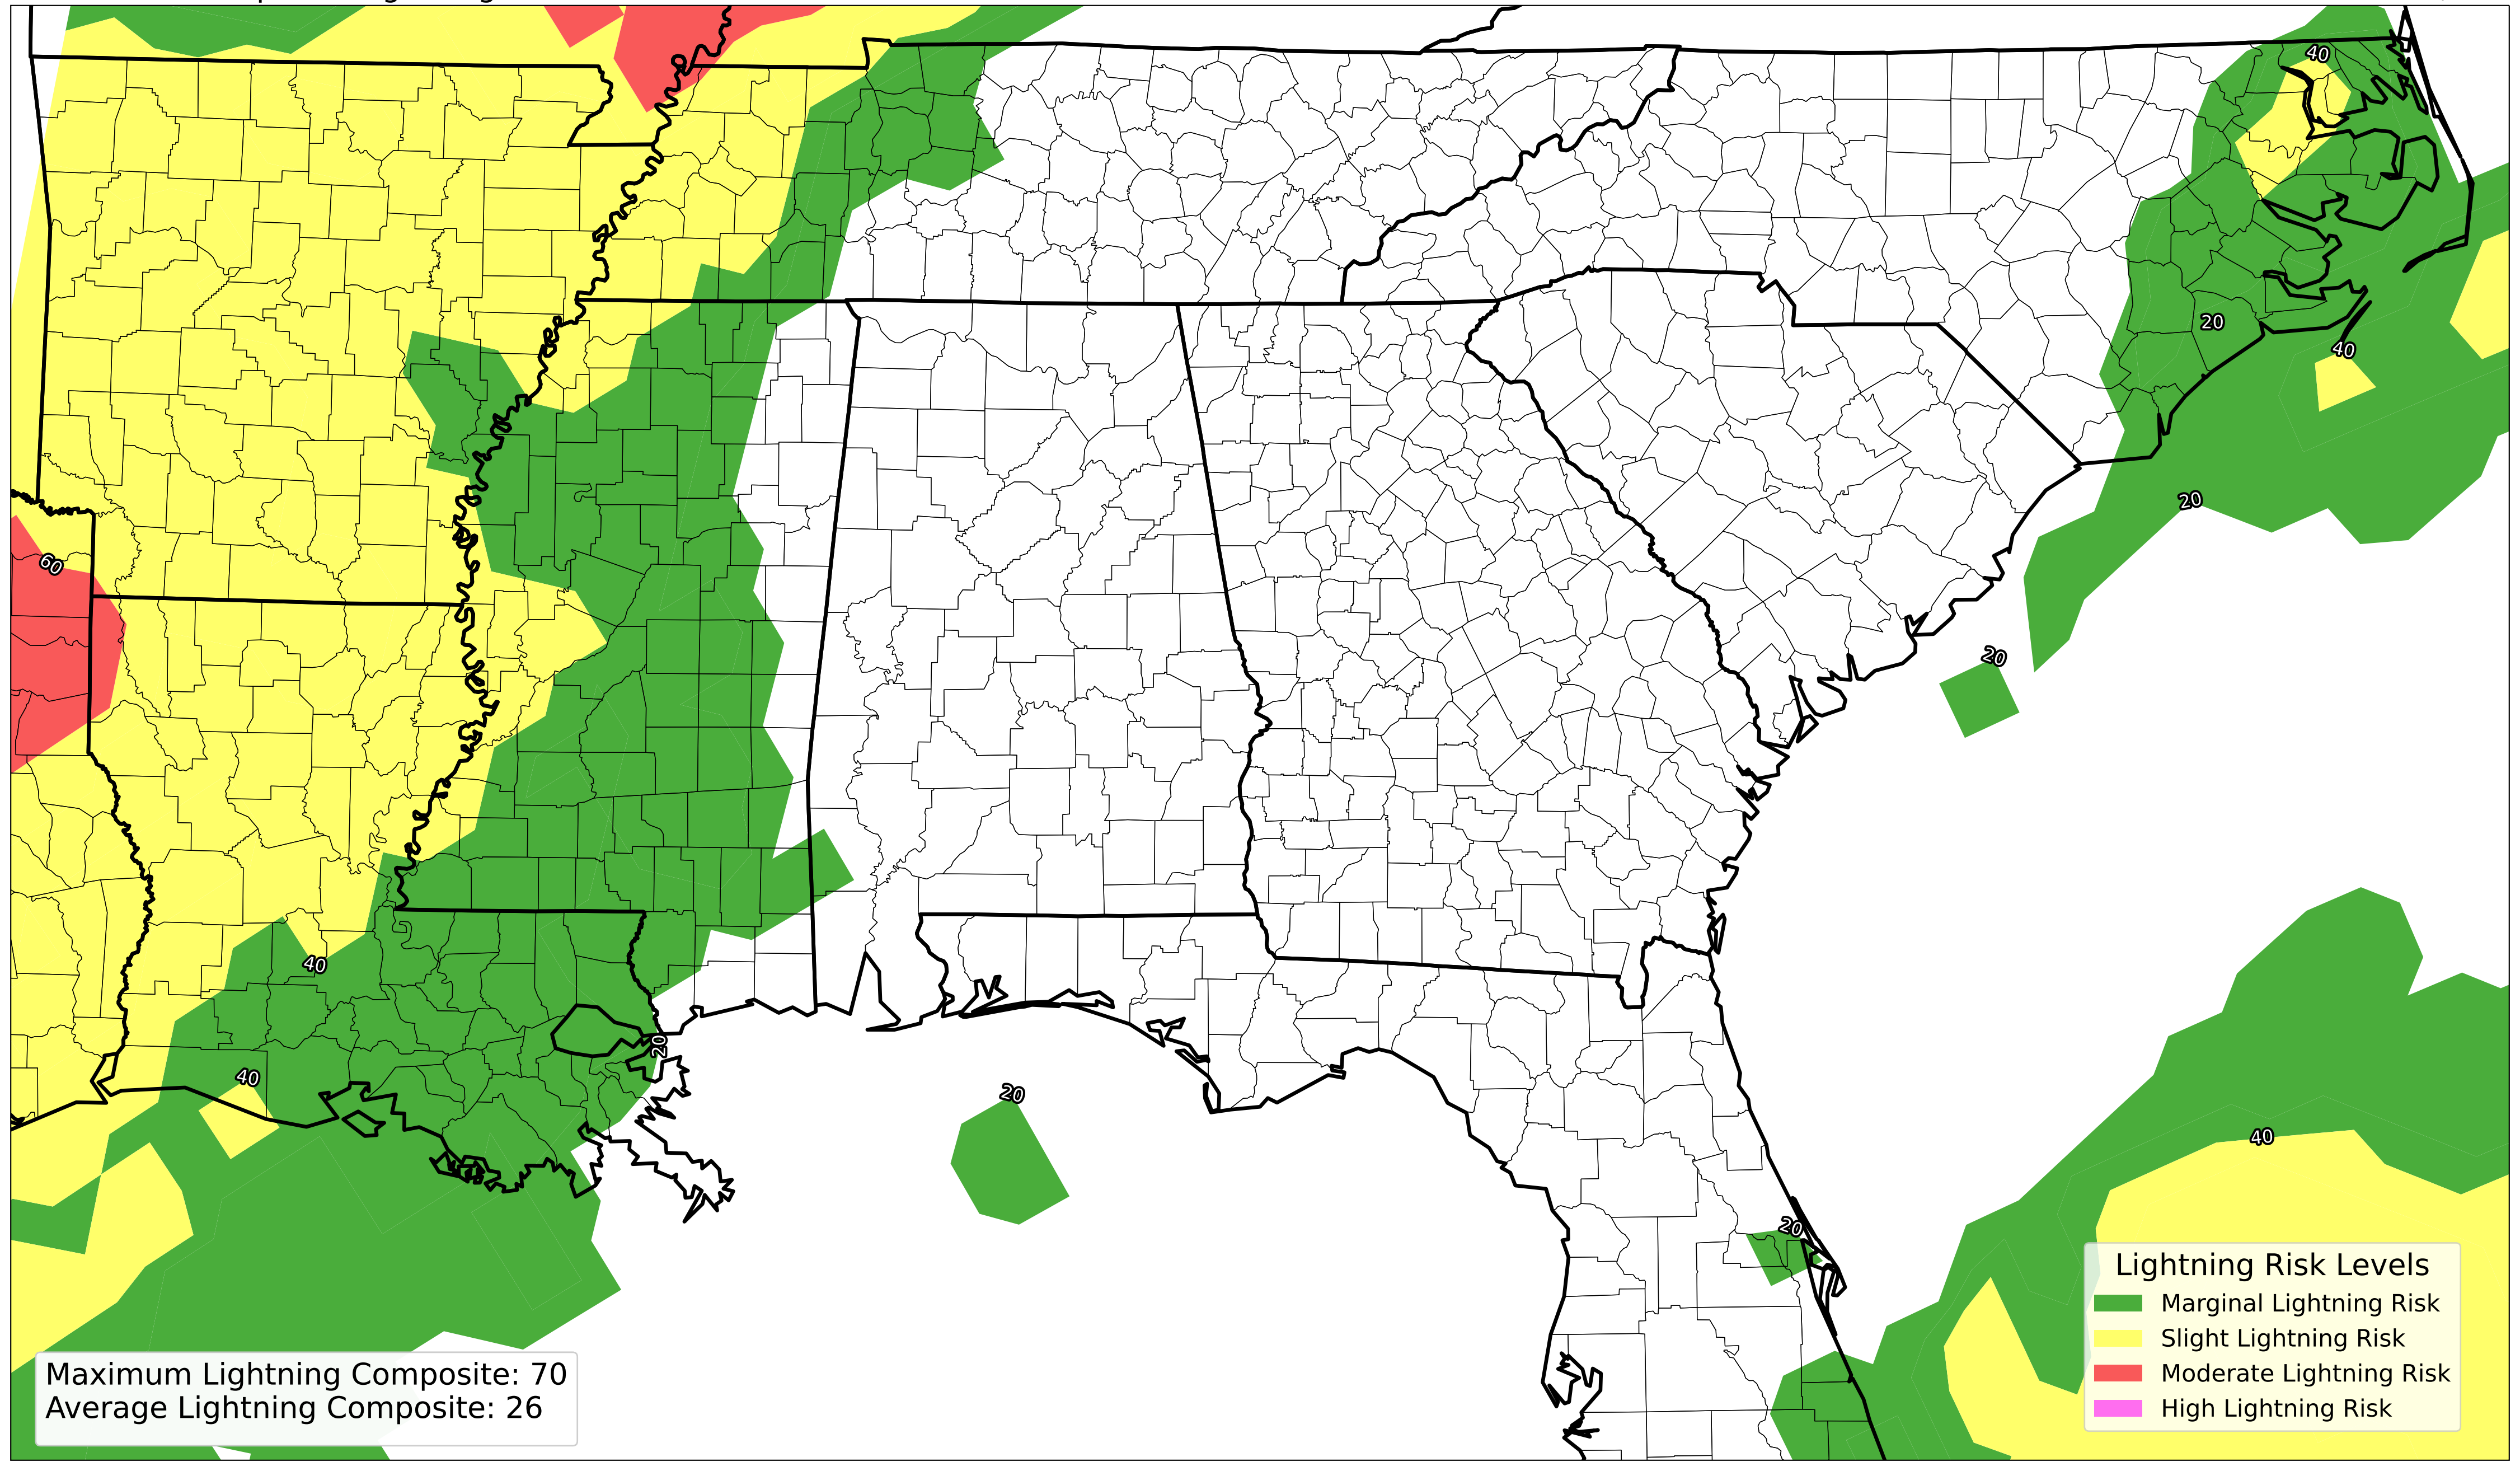 40
20
40
60
20
20
40
20
20
40
20
40
20
Lightning Risk Levels
Marginal Lightning Risk
Slight Lightning Risk
Moderate Lightning Risk
High Lightning Risk
Maximum Lightning Composite: 70
Average Lightning Composite: 26